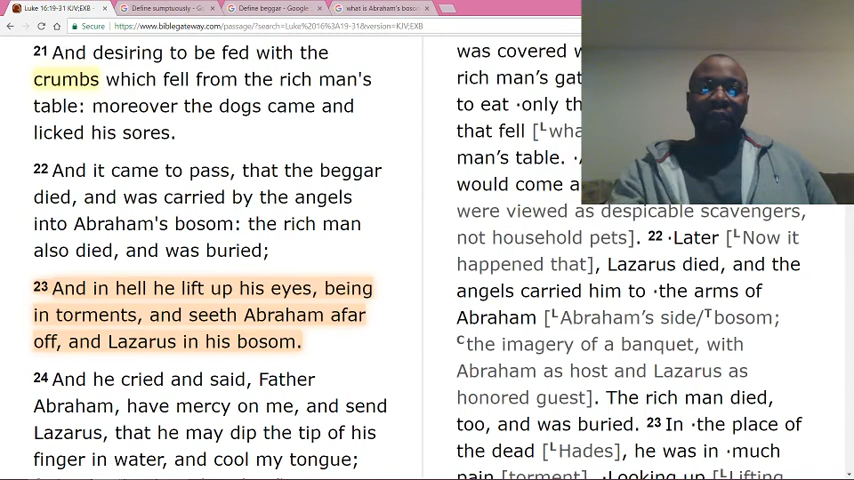 Luke 16:19-31 KJV;EXB
Define sumptuously - Go
Define beggar - Google
what is Abraham's bosom
Secure
https://www.biblegateway.com/passage/?search=Luke%2016%3A19-31&version=KJV;EXB
21 And desiring to be fed with the
crumbs which fell from the rich man's
table: moreover the dogs came and
licked his sores.
22 And it came to pass, that the beggar
died, and was carried by the angels
into Abraham's bosom: the rich man
also died, and was buried;
23 And in hell he lift up his eyes, being
in torments, and seeth Abraham afar
off, and Lazarus in his bosom.
24 And he cried and said, Father
Abraham, have mercy on me, and send
Lazarus, that he may dip the tip of his
finger in water, and cool my tongue;
was covered
rich man's gat
to eat ·only th
that fell [Lwha
man's table. ·
would come a
were viewed as despicable scavengers,
not household pets]. 22 ·Later [LNow it
happened that], Lazarus died, and the
angels carried him to ·the arms of
Abraham [LAbraham's side/Tbosom;
Cthe imagery of a banquet, with
Abraham as host and Lazarus as
honored guest]. The rich man died,
too, and was buried. 23 In ·the place of
the dead [LHades], he was in ·much
pain [torment]. ·Looking up [LLifting